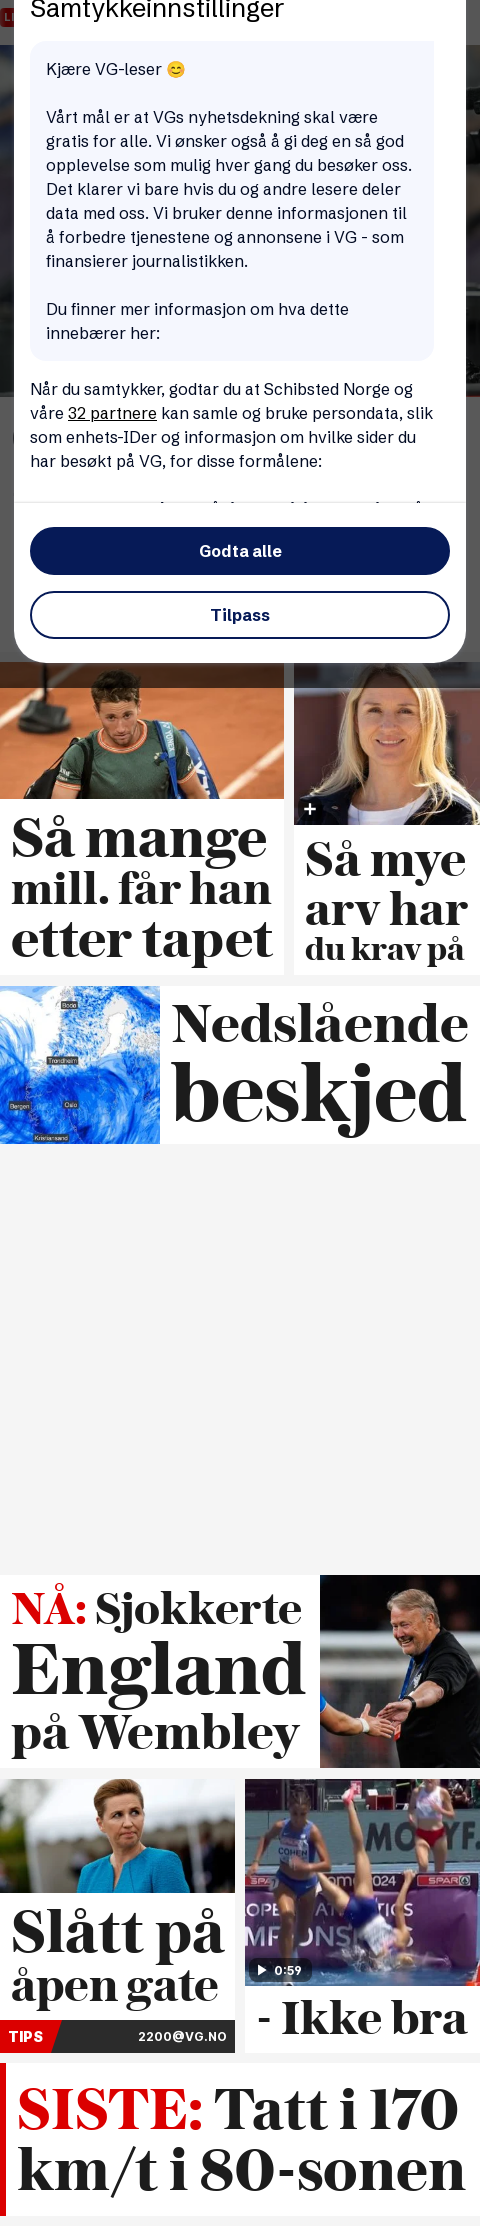 Samtykkeinnstillinger
Kjære VG-leser 😊
Vårt mål er at VGs nyhetsdekning skal være
gratis for alle. Vi ønsker også å gi deg en så god
opplevelse som mulig hver gang du besøker oss.
Det klarer vi bare hvis du og andre lesere deler
data med oss. Vi bruker denne informasjonen til
å forbedre tjenestene og annonsene i VG - som
finansierer journalistikken.
Du finner mer informasjon om hva dette
innebærer her:
Når du samtykker, godtar du at Schibsted Norge og
våre 32 partnere kan samle og bruke persondata, slik
som enhets-IDer og informasjon om hvilke sider du
har besøkt på VG, for disse formålene:
Godta alle
Tilpass
Så mange
mill. får han
etter tapet
Så mye
arv har
du krav på
Bodø
Trondheim
Bergen
Oslo
Kristiansand
Nedslående
beskjed
NÅ: Sjokkerte
England
på Wembley
Slått på
åpen gate
TIPS
2200@VG.NO
COHEN
SPAR
0:59
- Ikke bra
SISTE: Tatt i 170
km/t i 80-sonen